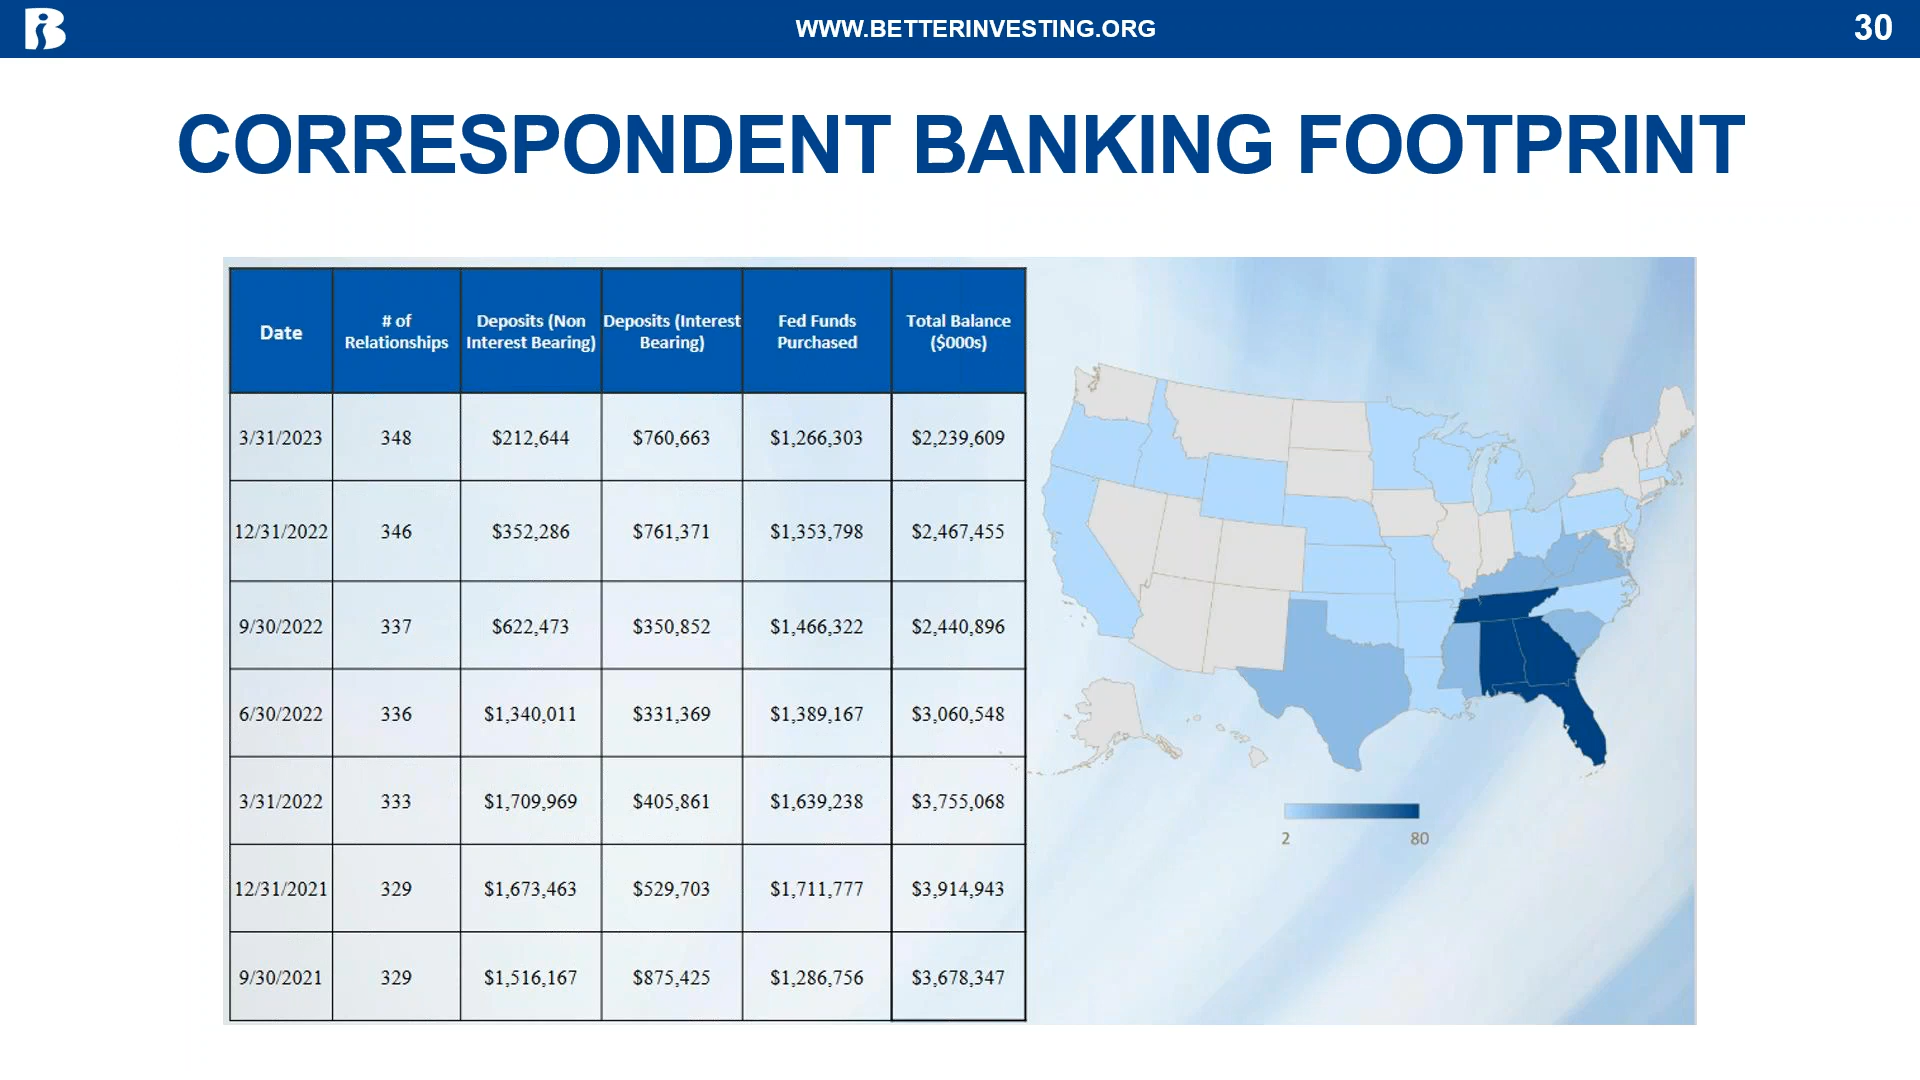 WWW.BETTERINVESTING.ORG
30
CORRESPONDENT BANKING FOOTPRINT
Date # of Relationships Deposits (Non Interest Bearing) Deposits (Interest Bearing) Fed Funds Purchased Total Balance ($000s)
3/31/2023 348 $212,644 $760,663 $1,266,303 $2,239,609
12/31/2022 346 $352,286 $761,371 $1,353,798 $2,467,455
9/30/2022 337 $622,473 $350,852 $1,466,322 $2,440,896
6/30/2022 336 $1,340,011 $331,369 $1,389,167 $3,060,548
3/31/2022 333 $1,709,969 $405,861 $1,639,238 $3,755,068
12/31/2021 329 $1,673,463 $529,703 $1,711,777 $3,914,943
9/30/2021 329 $1,516,167 $875,425 $1,286,756 $3,678,347
2 80